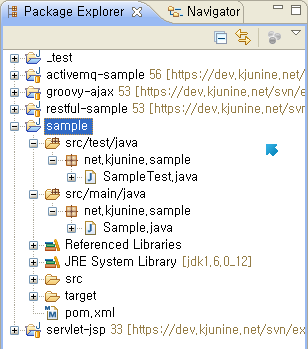 Package Explorer Navigator
_test
activemq-sample 56 [https://dev.kjunine.net/
groovy-ajax 53 [https://dev.kjunine.net/svn/e
restful-sample 53 [https://dev.kjunine.net/sv
sample
src/test/java
net.kjunine.sample
SampleTest.java
src/main/java
net.kjunine.sample
Sample.java
Referenced Libraries
JRE System Library [jdk1.6.0_12]
src
target
pom.xml
servlet-jsp 33 [https://dev.kjunine.net/svn/ex